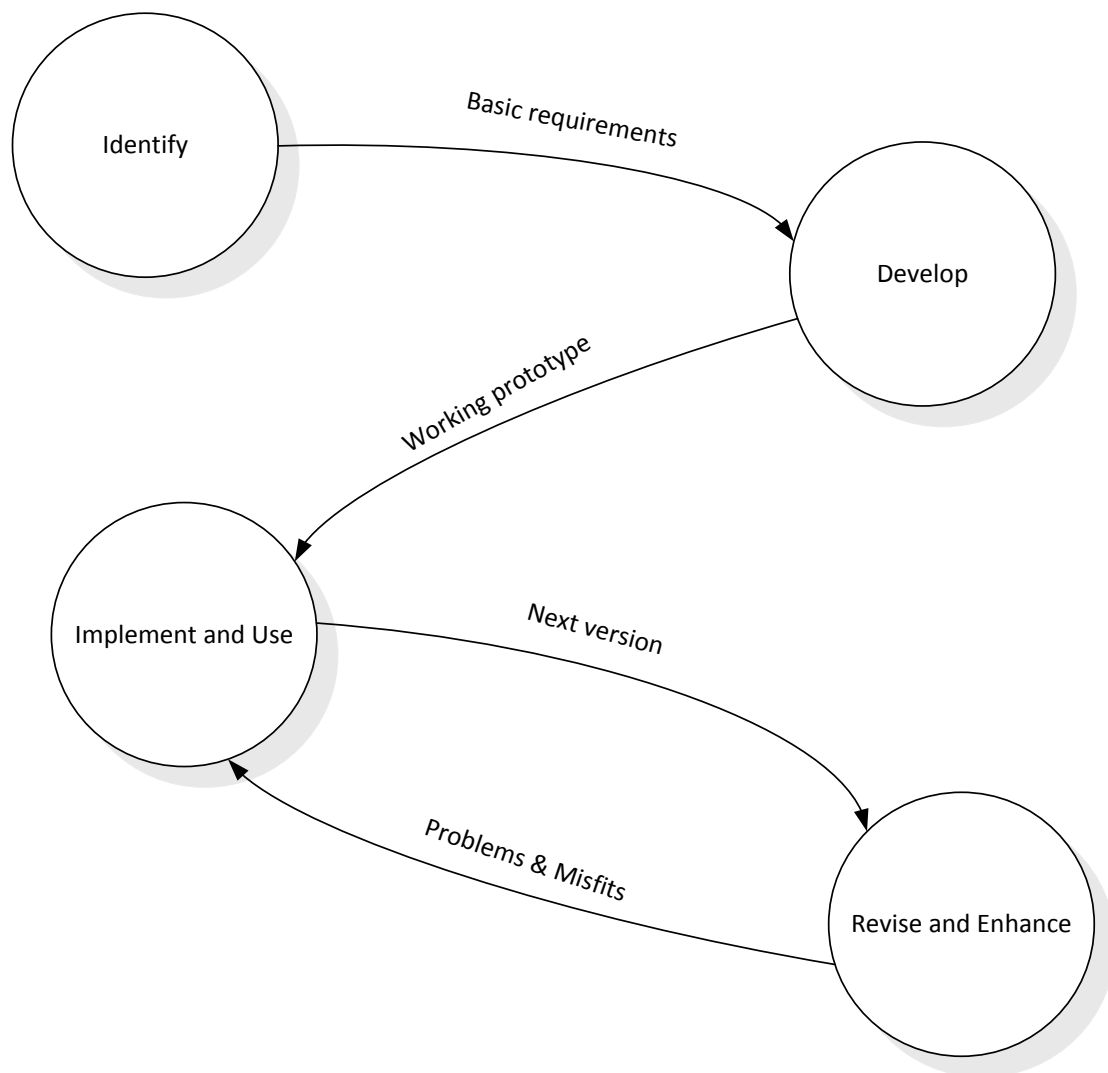 Identify
Basic requirements
Develop
Working prototype
Implement and Use
Next version
Problems & Misfits
Revise and Enhance